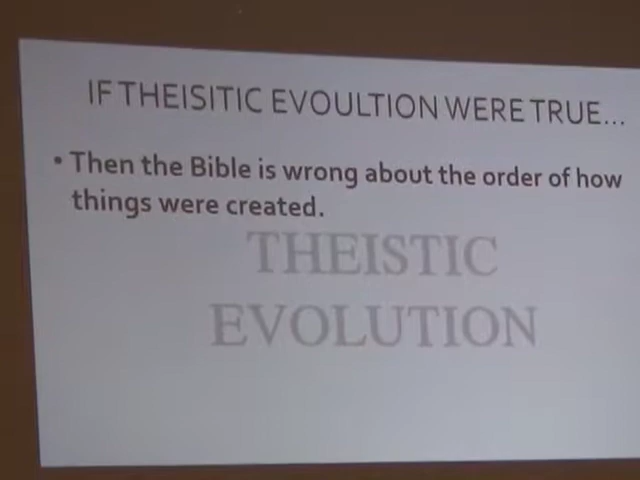 IF THEISITIC EVOULTION WERE TRUE...
• Then the Bible is wrong about the order of how
things were created.
THEISTIC
EVOLUTION